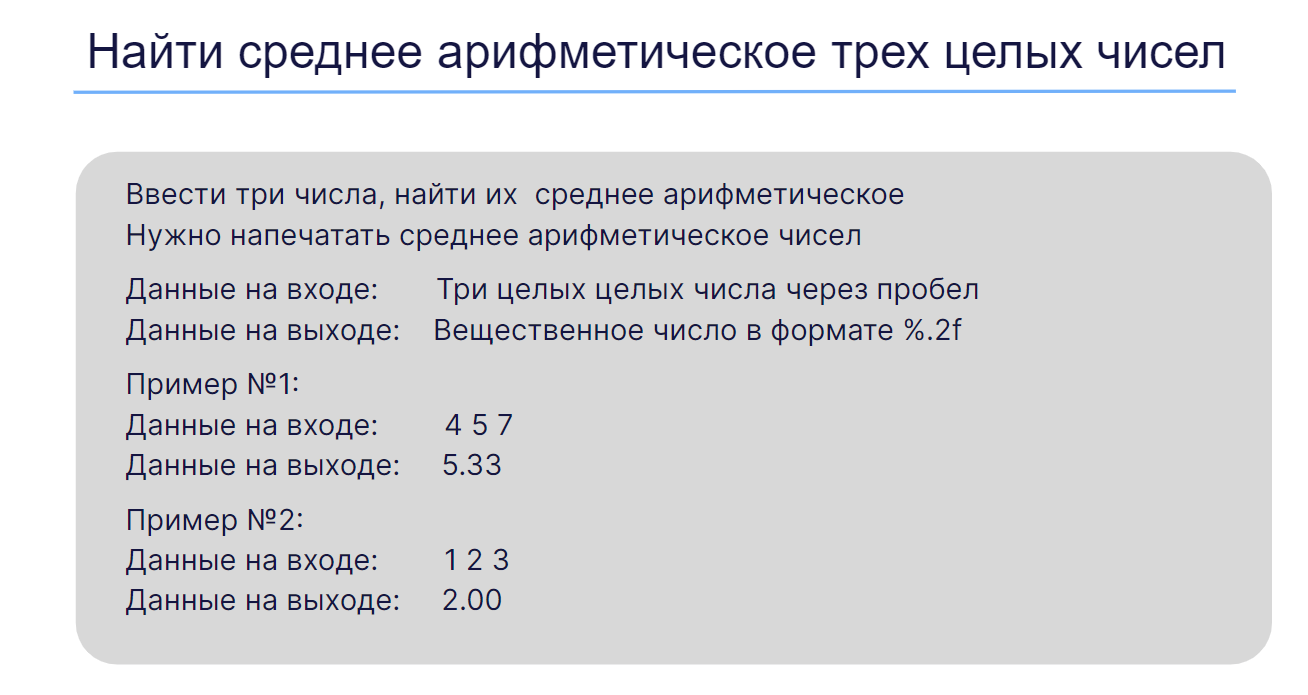 Найти среднее арифметическое трех целых чисел
Ввести три числа, найти их среднее арифметическое
Нужно напечатать среднее арифметическое чисел
Данные на входе: Три целых целых числа через пробел
Данные на выходе: Вещественное число в формате %.2f
Пример №1:
Данные на входе: 4 5 7
Данные на выходе: 5.33
Пример №2:
Данные на входе: 1 2 3
Данные на выходе: 2.00